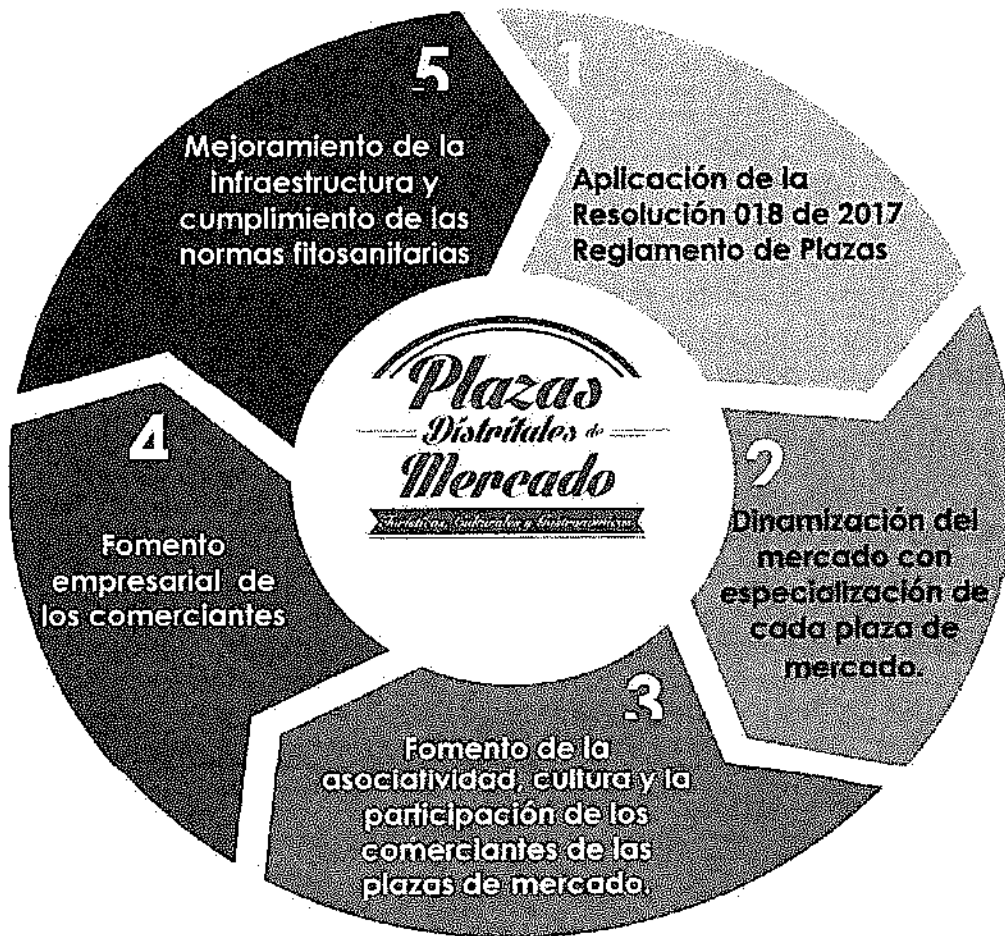 1
Aplicación de la
Resolución 018 de 2017
Reglamento de Plazas
2
Dinamización del
mercado con
especialización de
cada plaza de
mercado.
3
Fomento de la
asociatividad, cultura y la
participación de los
comerciantes de las
plazas de mercado.
4
Fomento
empresarial de
los comerciantes
5
Mejoramiento de la
infraestructura y
cumplimiento de las
normas fitosanitarias
Plazas
Distritales de
Mercado
Turísticas, Culturales y Gastronómicas